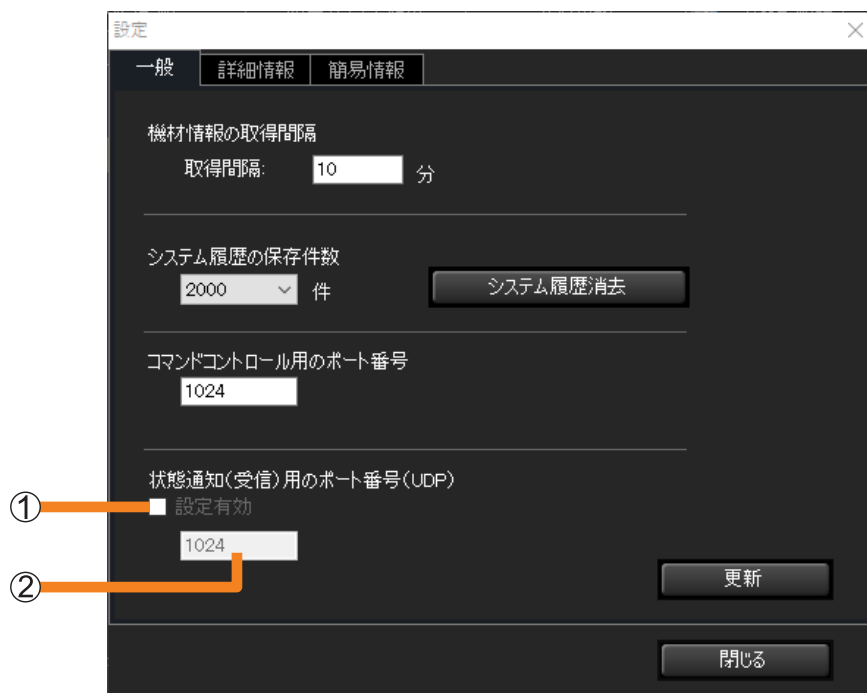 設定
一般 詳細情報 簡易情報
機材情報の取得間隔
取得間隔: 10 分
システム履歴の保存件数
2000 件 システム履歴消去
コマンドコントロール用のポート番号
1024
状態通知(受信)用のポート番号(UDP)
① 設定有効
1024
②
更新
閉じる